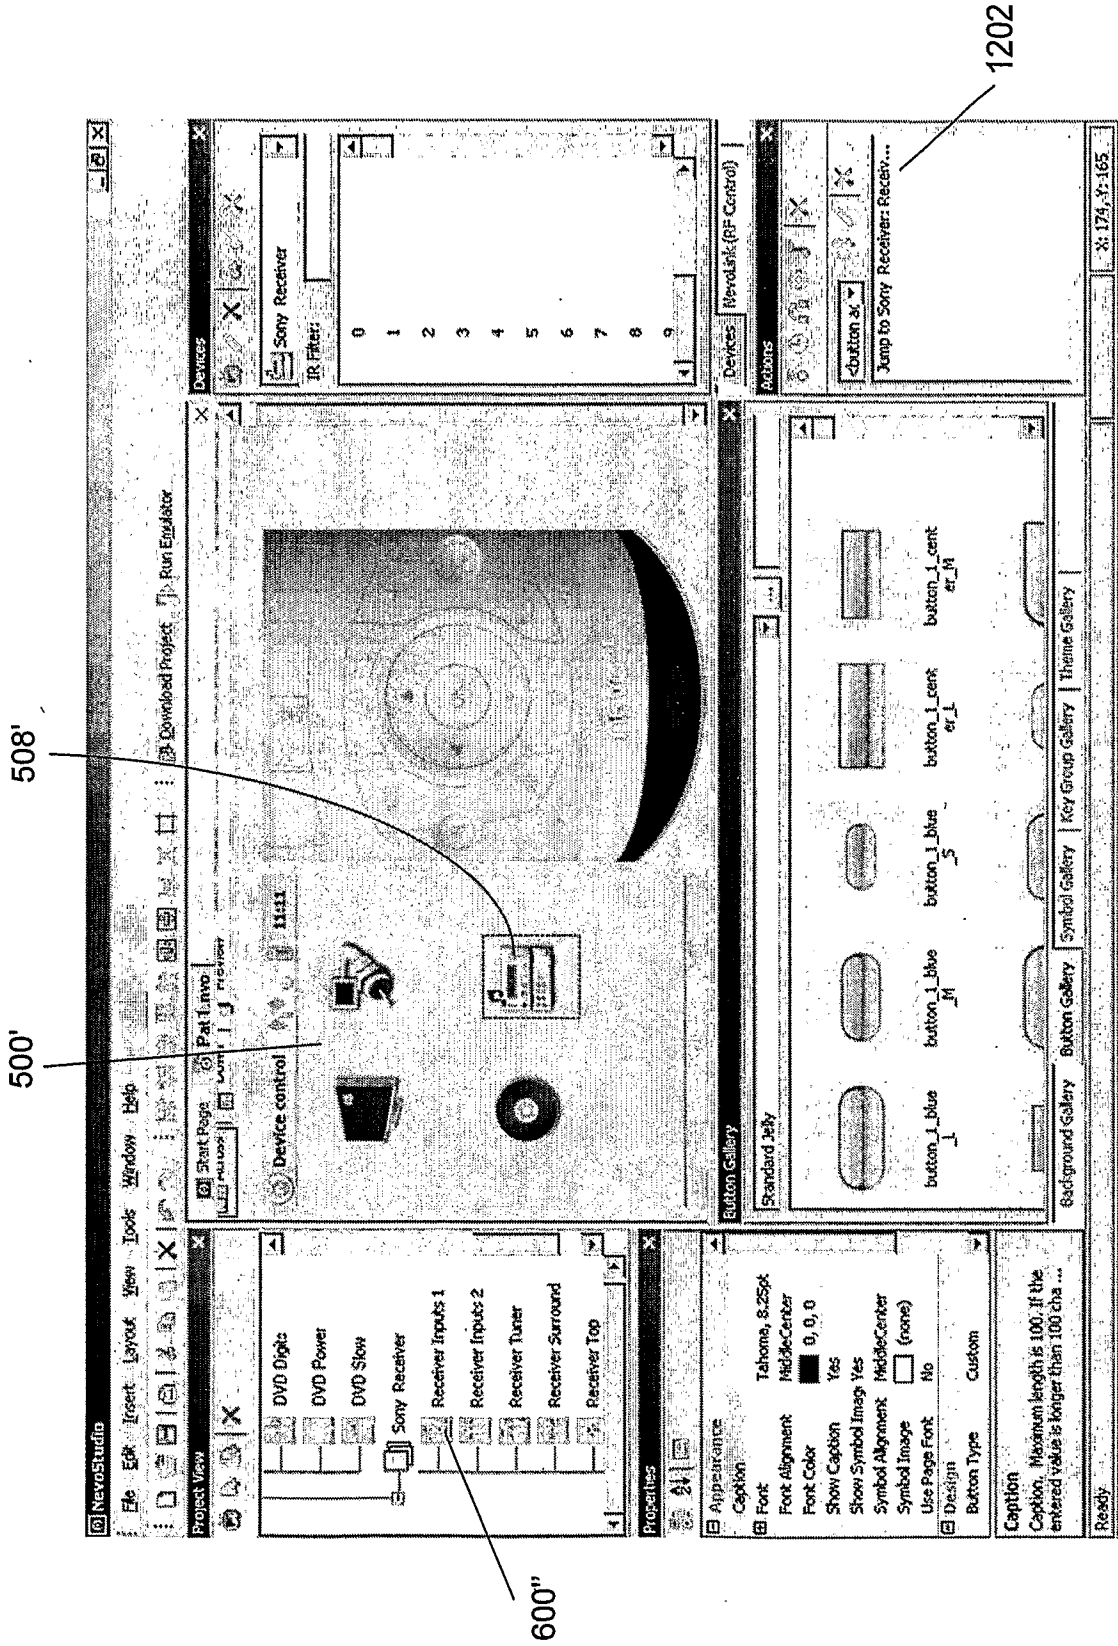 500'
508'
NevoStudio
File Edit Insert Layout View Tools Window Help
Download Project Run Emulator
Project View
DVD Digits
DVD Power
DVD Slow
Sony Receiver
Receiver Inputs 1
Receiver Inputs 2
Receiver Tuner
Receiver Surround
Receiver Top
600"
Start Page
Device control
11:11
Devices
Sony Receiver
IR Filter:
0
1
2
3
4
5
6
7
8
9
Devices NevoLink (RF Control)
Properties
Appearance
Caption
Font Tahoma, 8.25pt
Font Alignment MiddleCenter
Font Color 0, 0, 0
Show Caption Yes
Show Symbol Imag Yes
Symbol Alignment MiddleCenter
Symbol Image (none)
Use Page Font No
Design
Button Type Custom
Caption
Caption. Maximum length is 100. If the
entered value is longer than 100 cha ...
Button Gallery
Standard Jelly
...
button_1_blue
_L
button_1_blue
_M
button_1_blue
_S
button_1_cent
er_L
button_1_cent
er_M
Background Gallery Button Gallery Symbol Gallery Key Group Gallery Theme Gallery
Actions
<button ac
Jump to Sony Receiver: Receiv...
1202
Ready
X: 174, Y: 165